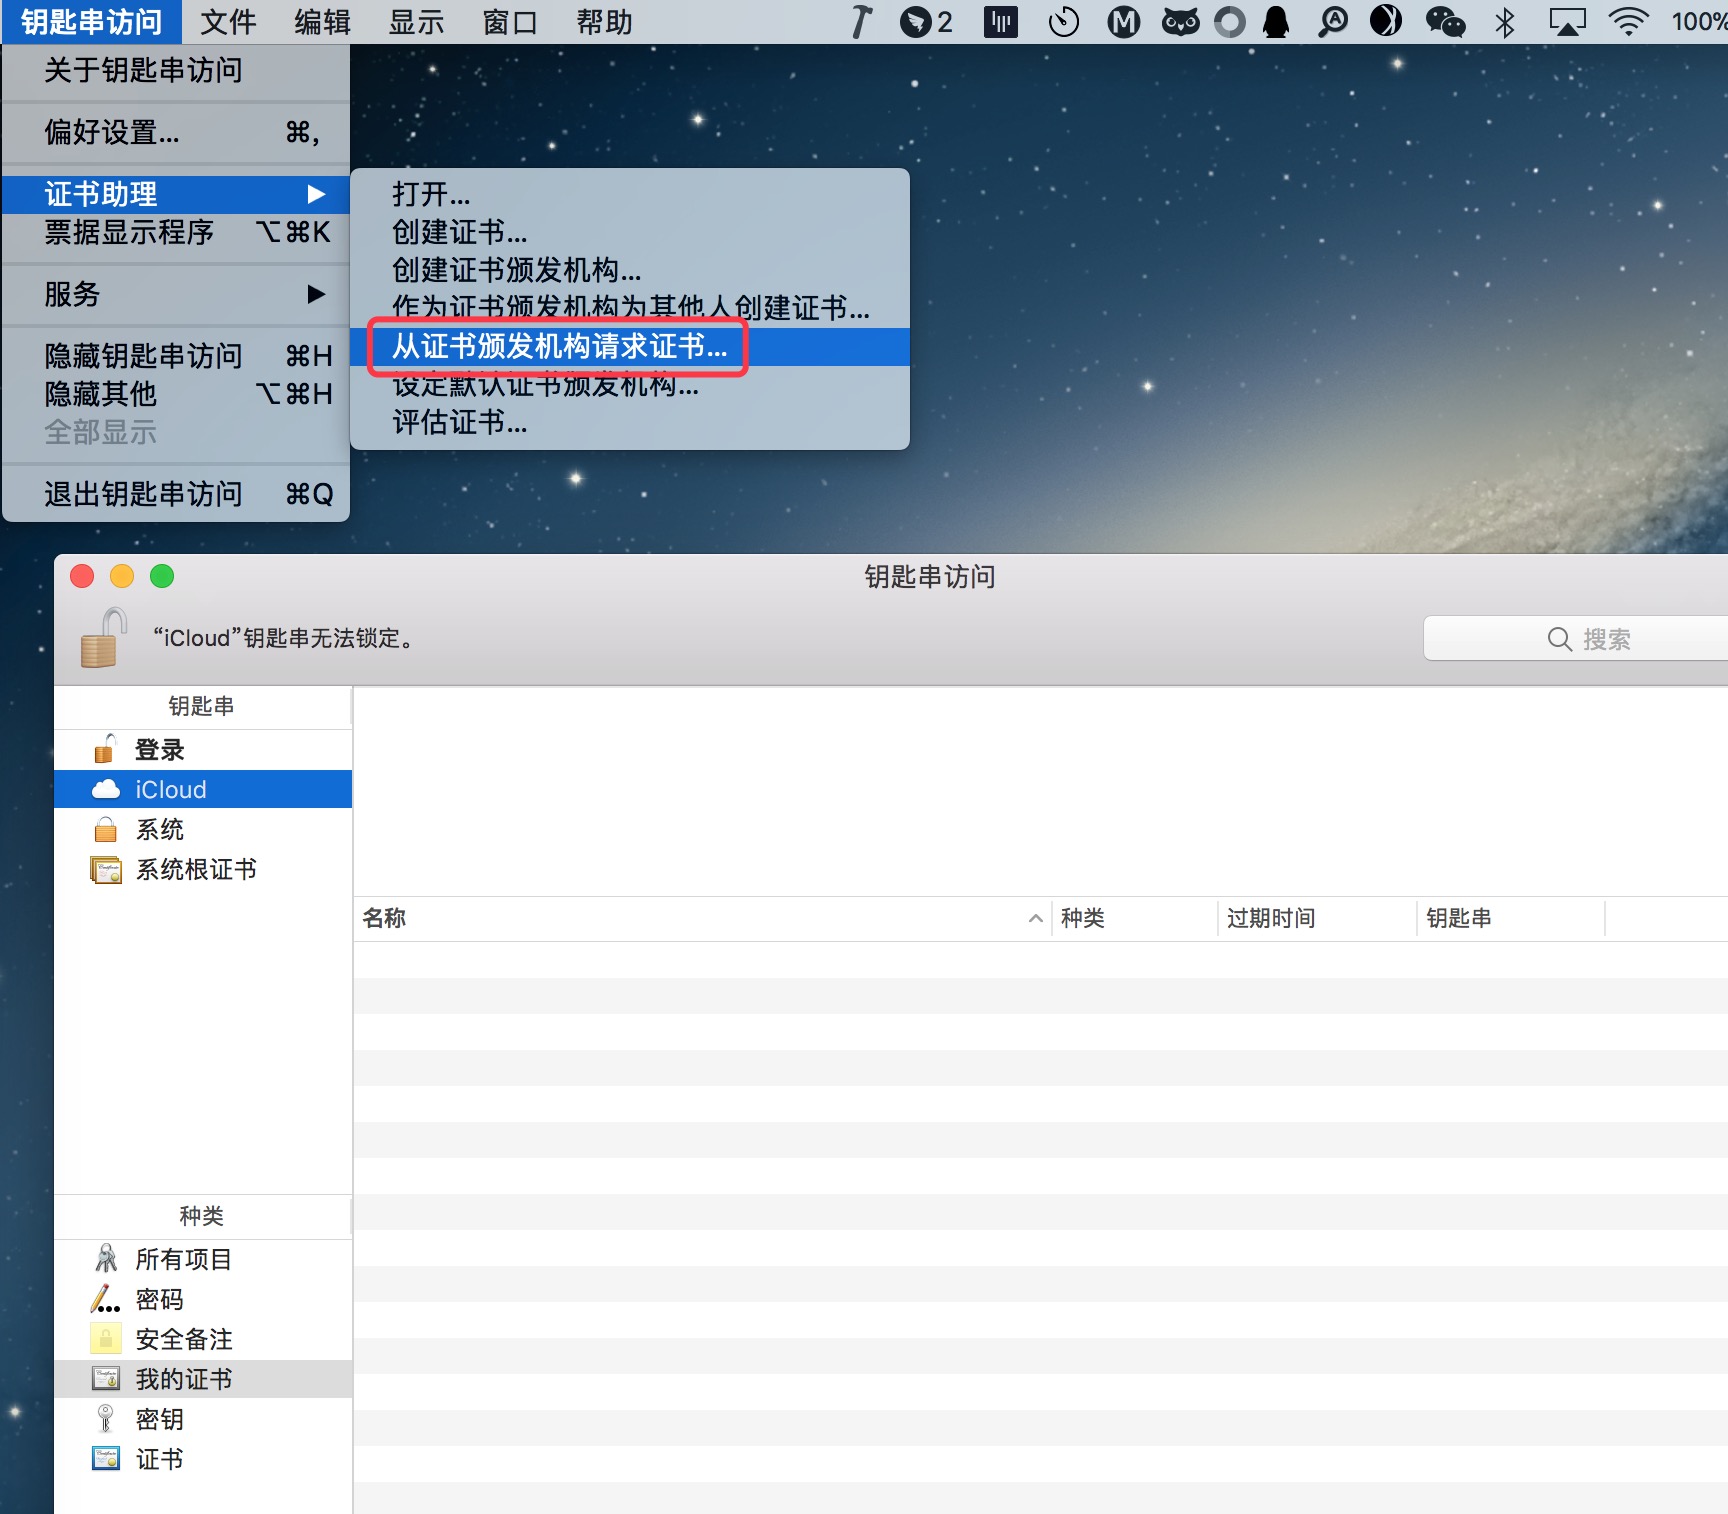 钥匙串访问 文件 编辑 显示 窗口 帮助 2 100%
关于钥匙串访问
偏好设置... ⌘,
证书助理 ▶
票据显示程序 ⌥⌘K
服务 ▶
隐藏钥匙串访问 ⌘H
隐藏其他 ⌥⌘H
全部显示
退出钥匙串访问 ⌘Q
打开...
创建证书...
创建证书颁发机构...
作为证书颁发机构为其他人创建证书...
从证书颁发机构请求证书...
设定默认证书颁发机构...
评估证书...
钥匙串访问
“iCloud”钥匙串无法锁定。
搜索
钥匙串
登录
iCloud
系统
系统根证书
名称 种类 过期时间 钥匙串
种类
所有项目
密码
安全备注
我的证书
密钥
证书